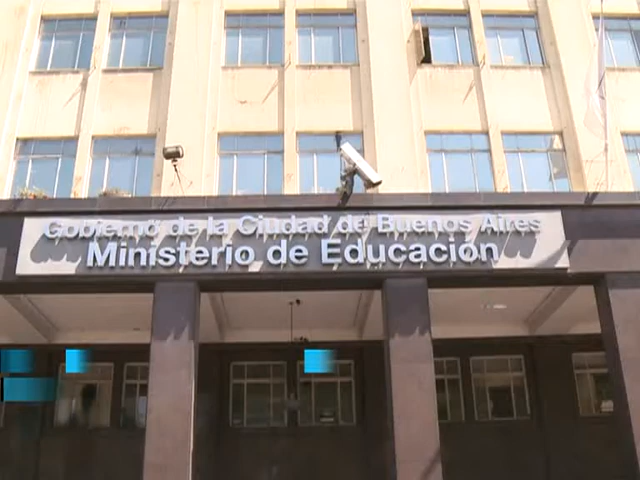 Gobierno de la Ciudad de Buenos Aires
Ministerio de Educación